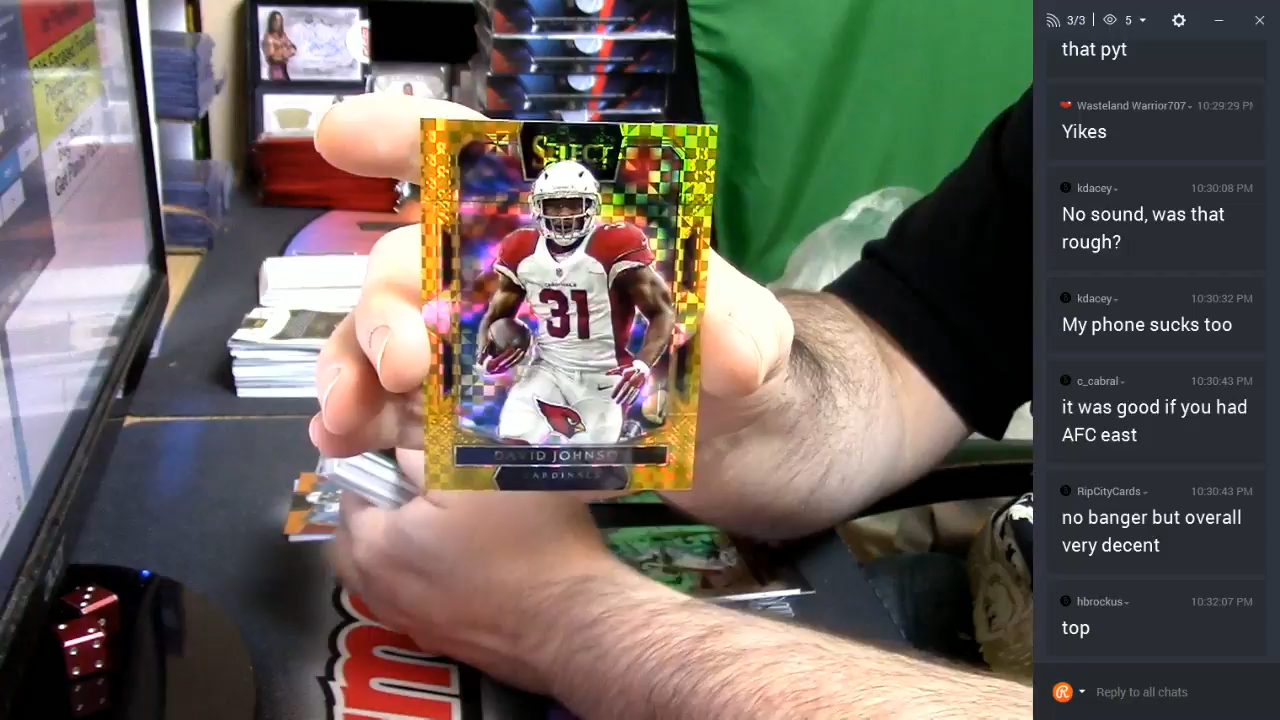 SELECT
31
DAVID JOHNSO
CARDINALS
3/3
5
that pyt
Wasteland Warrior707
10:29:29 PM
Yikes
kdacey
10:30:08 PM
No sound, was that
rough?
kdacey
10:30:32 PM
My phone sucks too
c_cabral
10:30:43 PM
it was good if you had
AFC east
RipCityCards
10:30:43 PM
no banger but overall
very decent
hbrockus
10:32:07 PM
top
Reply to all chats